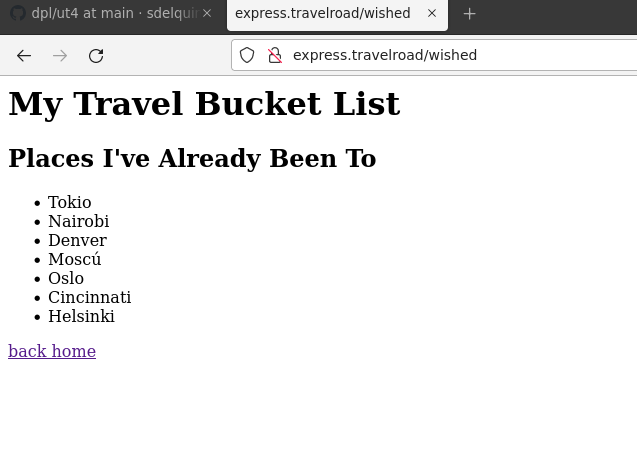 dpl/ut4 at main · sdelquin
express.travelroad/wished
express.travelroad/wished
My Travel Bucket List
Places I've Already Been To
Tokio
Nairobi
Denver
Moscú
Oslo
Cincinnati
Helsinki
back home